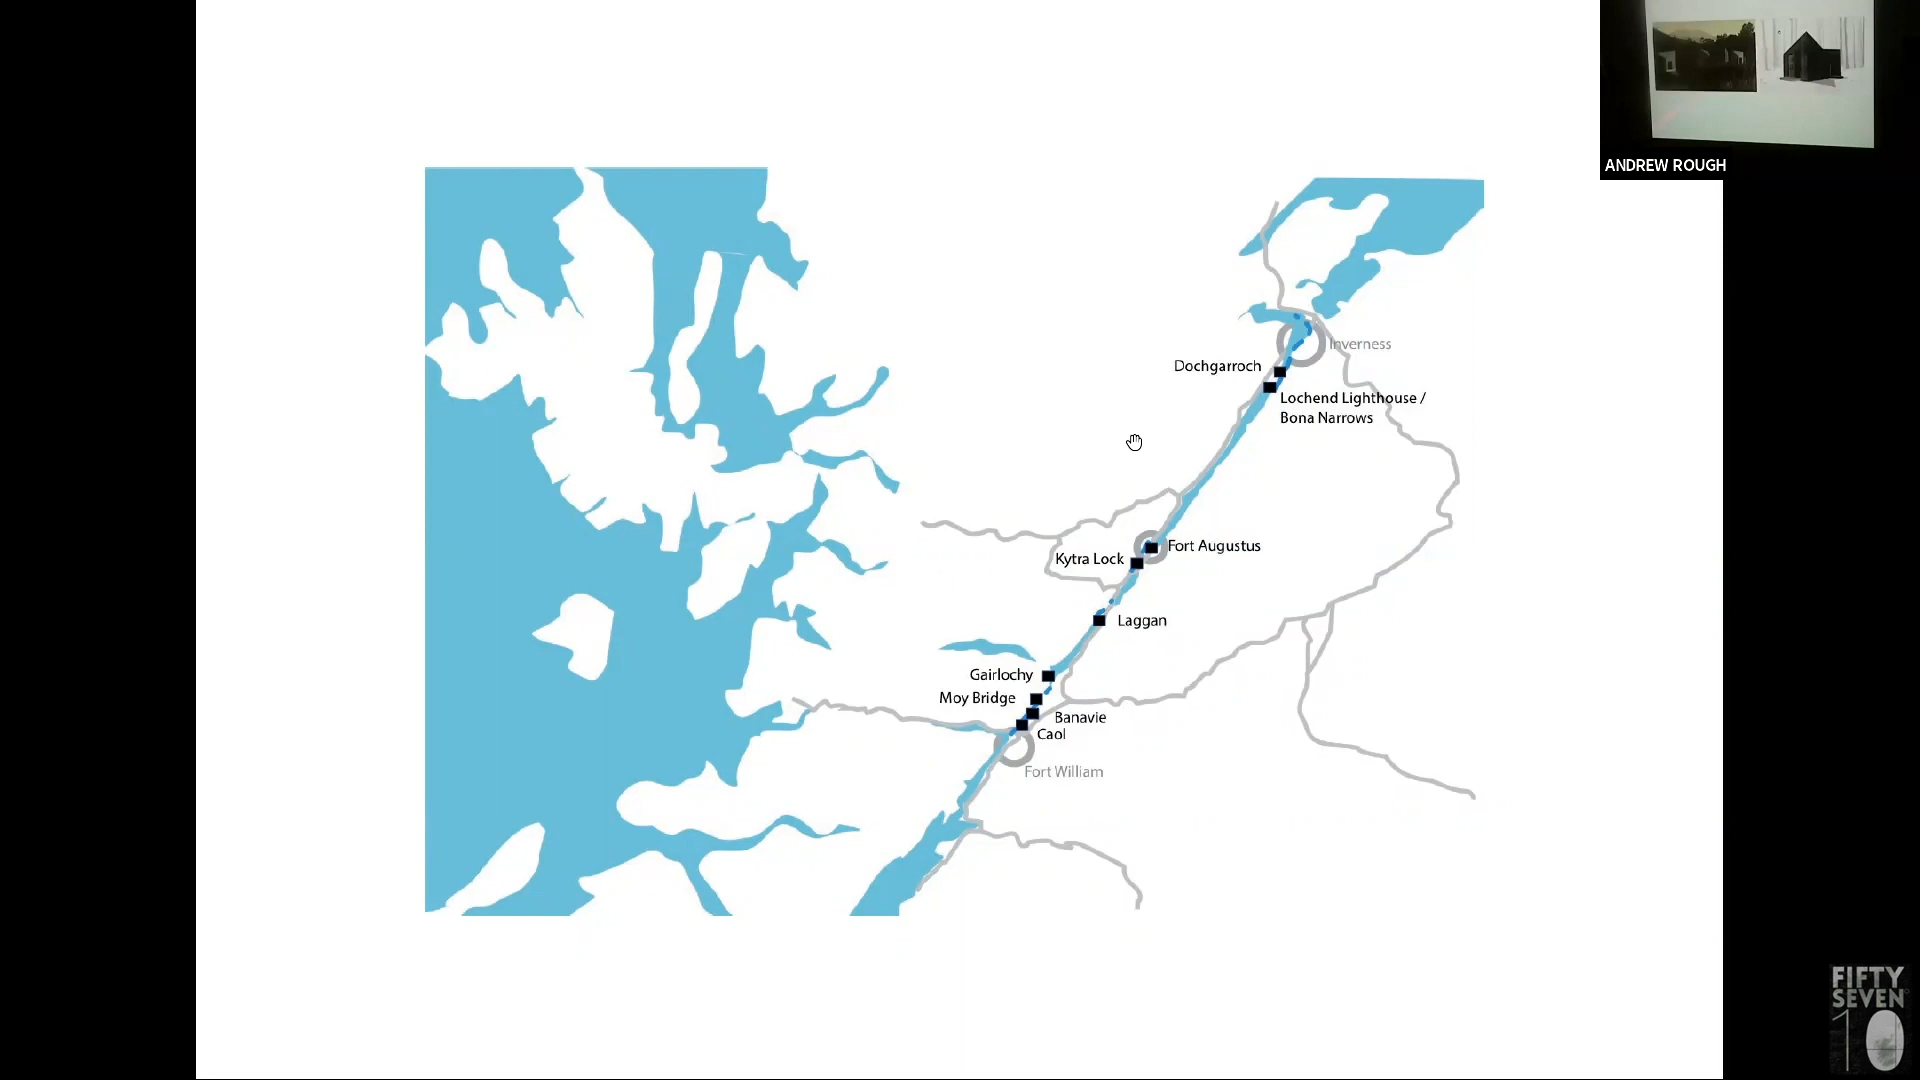 ANDREW ROUGH
Inverness
Dochgarroch
Lochend Lighthouse /
Bona Narrows
Fort Augustus
Kytra Lock
Laggan
Gairlochy
Moy Bridge
Banavie
Caol
Fort William
FIFTY
SEVEN
10